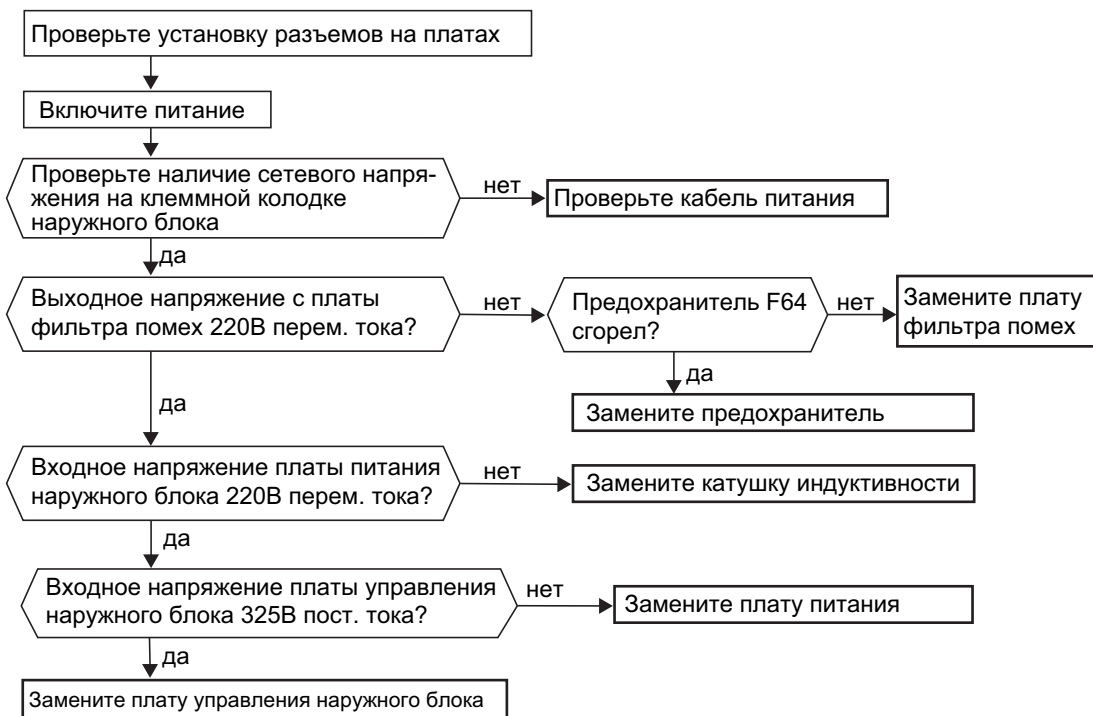 Проверьте установку разъемов на платах
Включите питание
Проверьте наличие сетевого напря-
жения на клеммной колодке
наружного блока
нет
Проверьте кабель питания
да
Выходное напряжение с платы
фильтра помех 220В перем. тока?
нет
Предохранитель F64
сгорел?
нет
Замените плату
фильтра помех
да
Замените предохранитель
да
Входное напряжение платы питания
наружного блока 220В перем. тока?
нет
Замените катушку индуктивности
да
Входное напряжение платы управления
наружного блока 325В пост. тока?
нет
Замените плату питания
да
Замените плату управления наружного блока